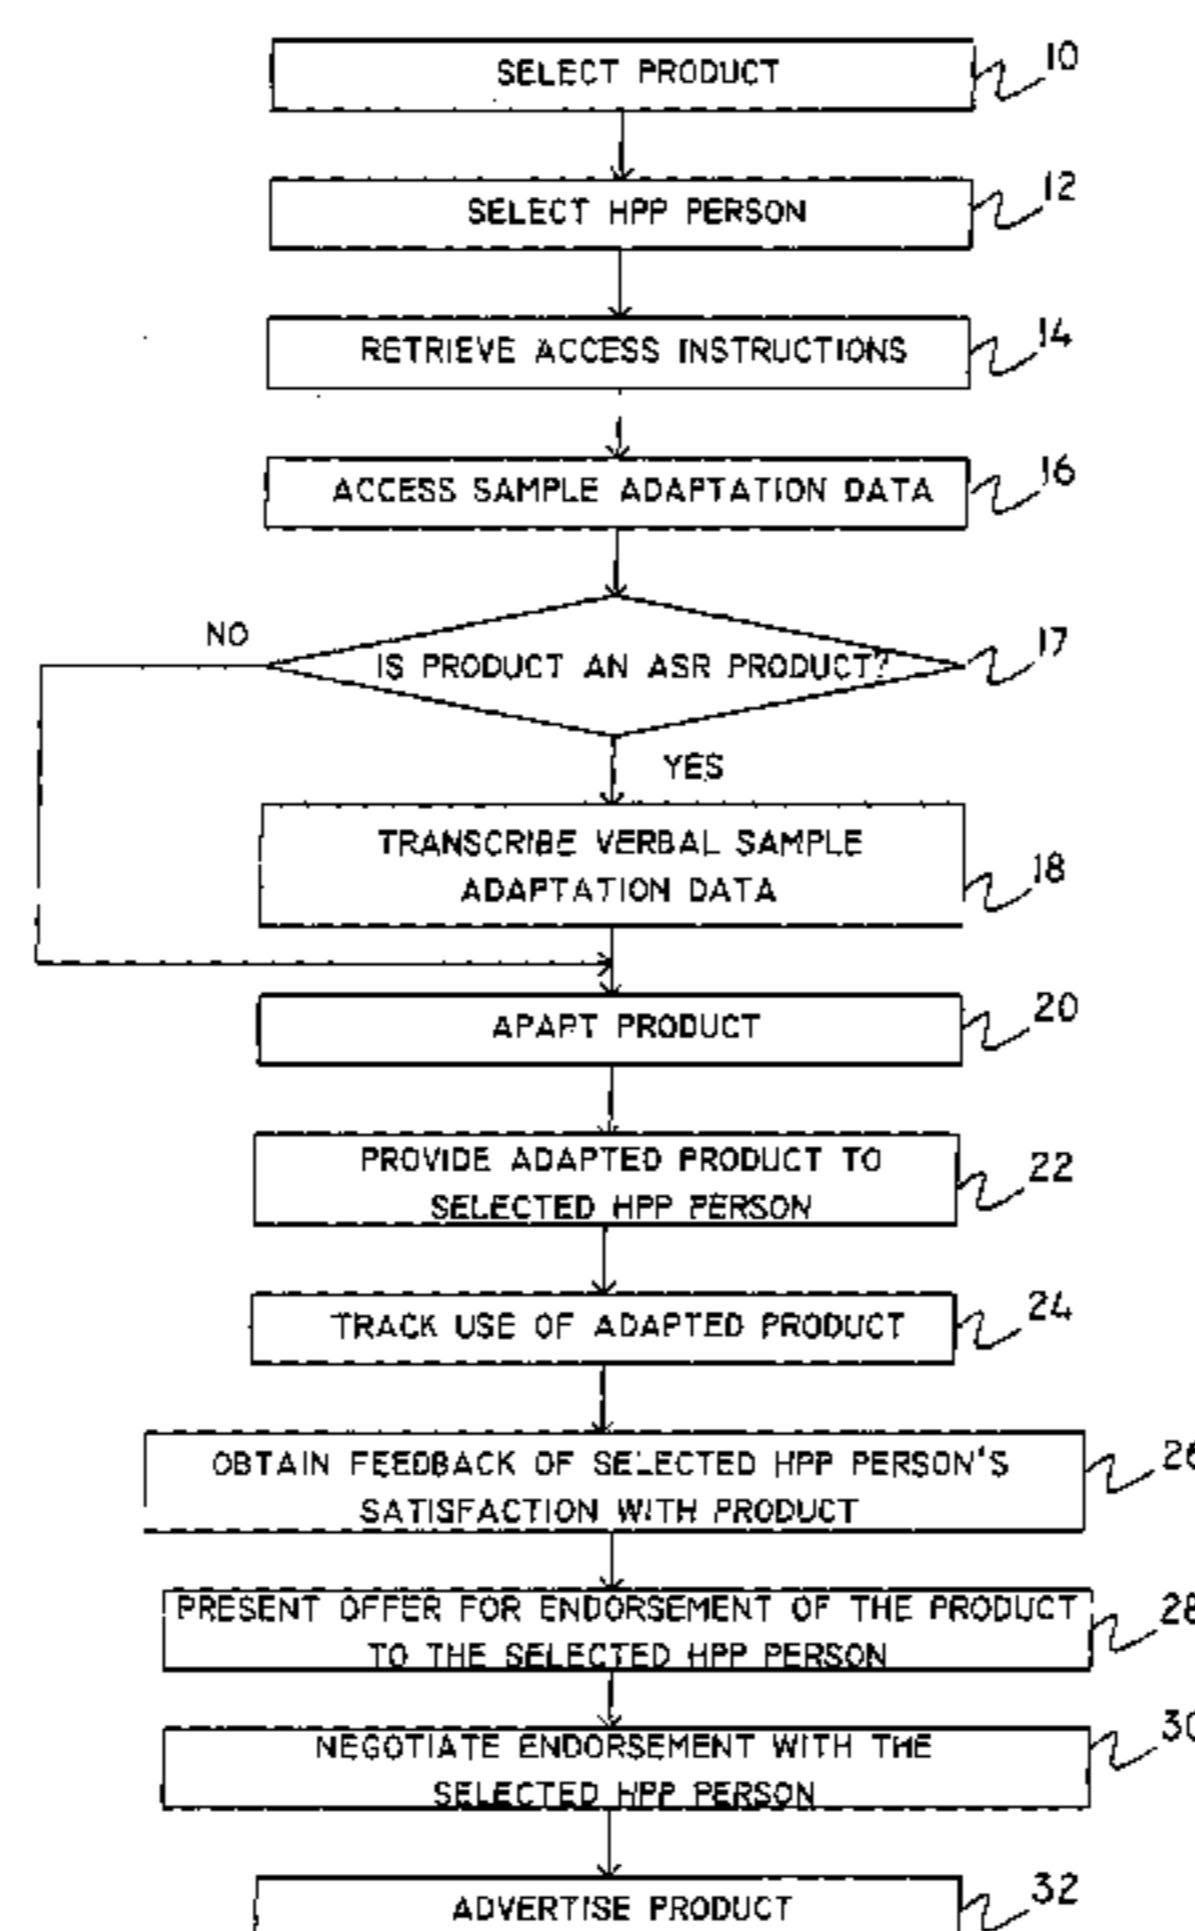 SELECT PRODUCT
10
SELECT HPP PERSON
12
RETRIEVE ACCESS INSTRUCTIONS
14
ACCESS SAMPLE ADAPTATION DATA
16
NO
IS PRODUCT AN ASR PRODUCT?
17
YES
TRANSCRIBE VERBAL SAMPLE
ADAPTATION DATA
18
APAPT PRODUCT
20
PROVIDE ADAPTED PRODUCT TO
SELECTED HPP PERSON
22
TRACK USE OF ADAPTED PRODUCT
24
OBTAIN FEEDBACK OF SELECTED HPP PERSON'S
SATISFACTION WITH PRODUCT
26
PRESENT OFFER FOR ENDORSEMENT OF THE PRODUCT
TO THE SELECTED HPP PERSON
28
NEGOTIATE ENDORSEMENT WITH THE
SELECTED HPP PERSON
30
ADVERTISE PRODUCT
32